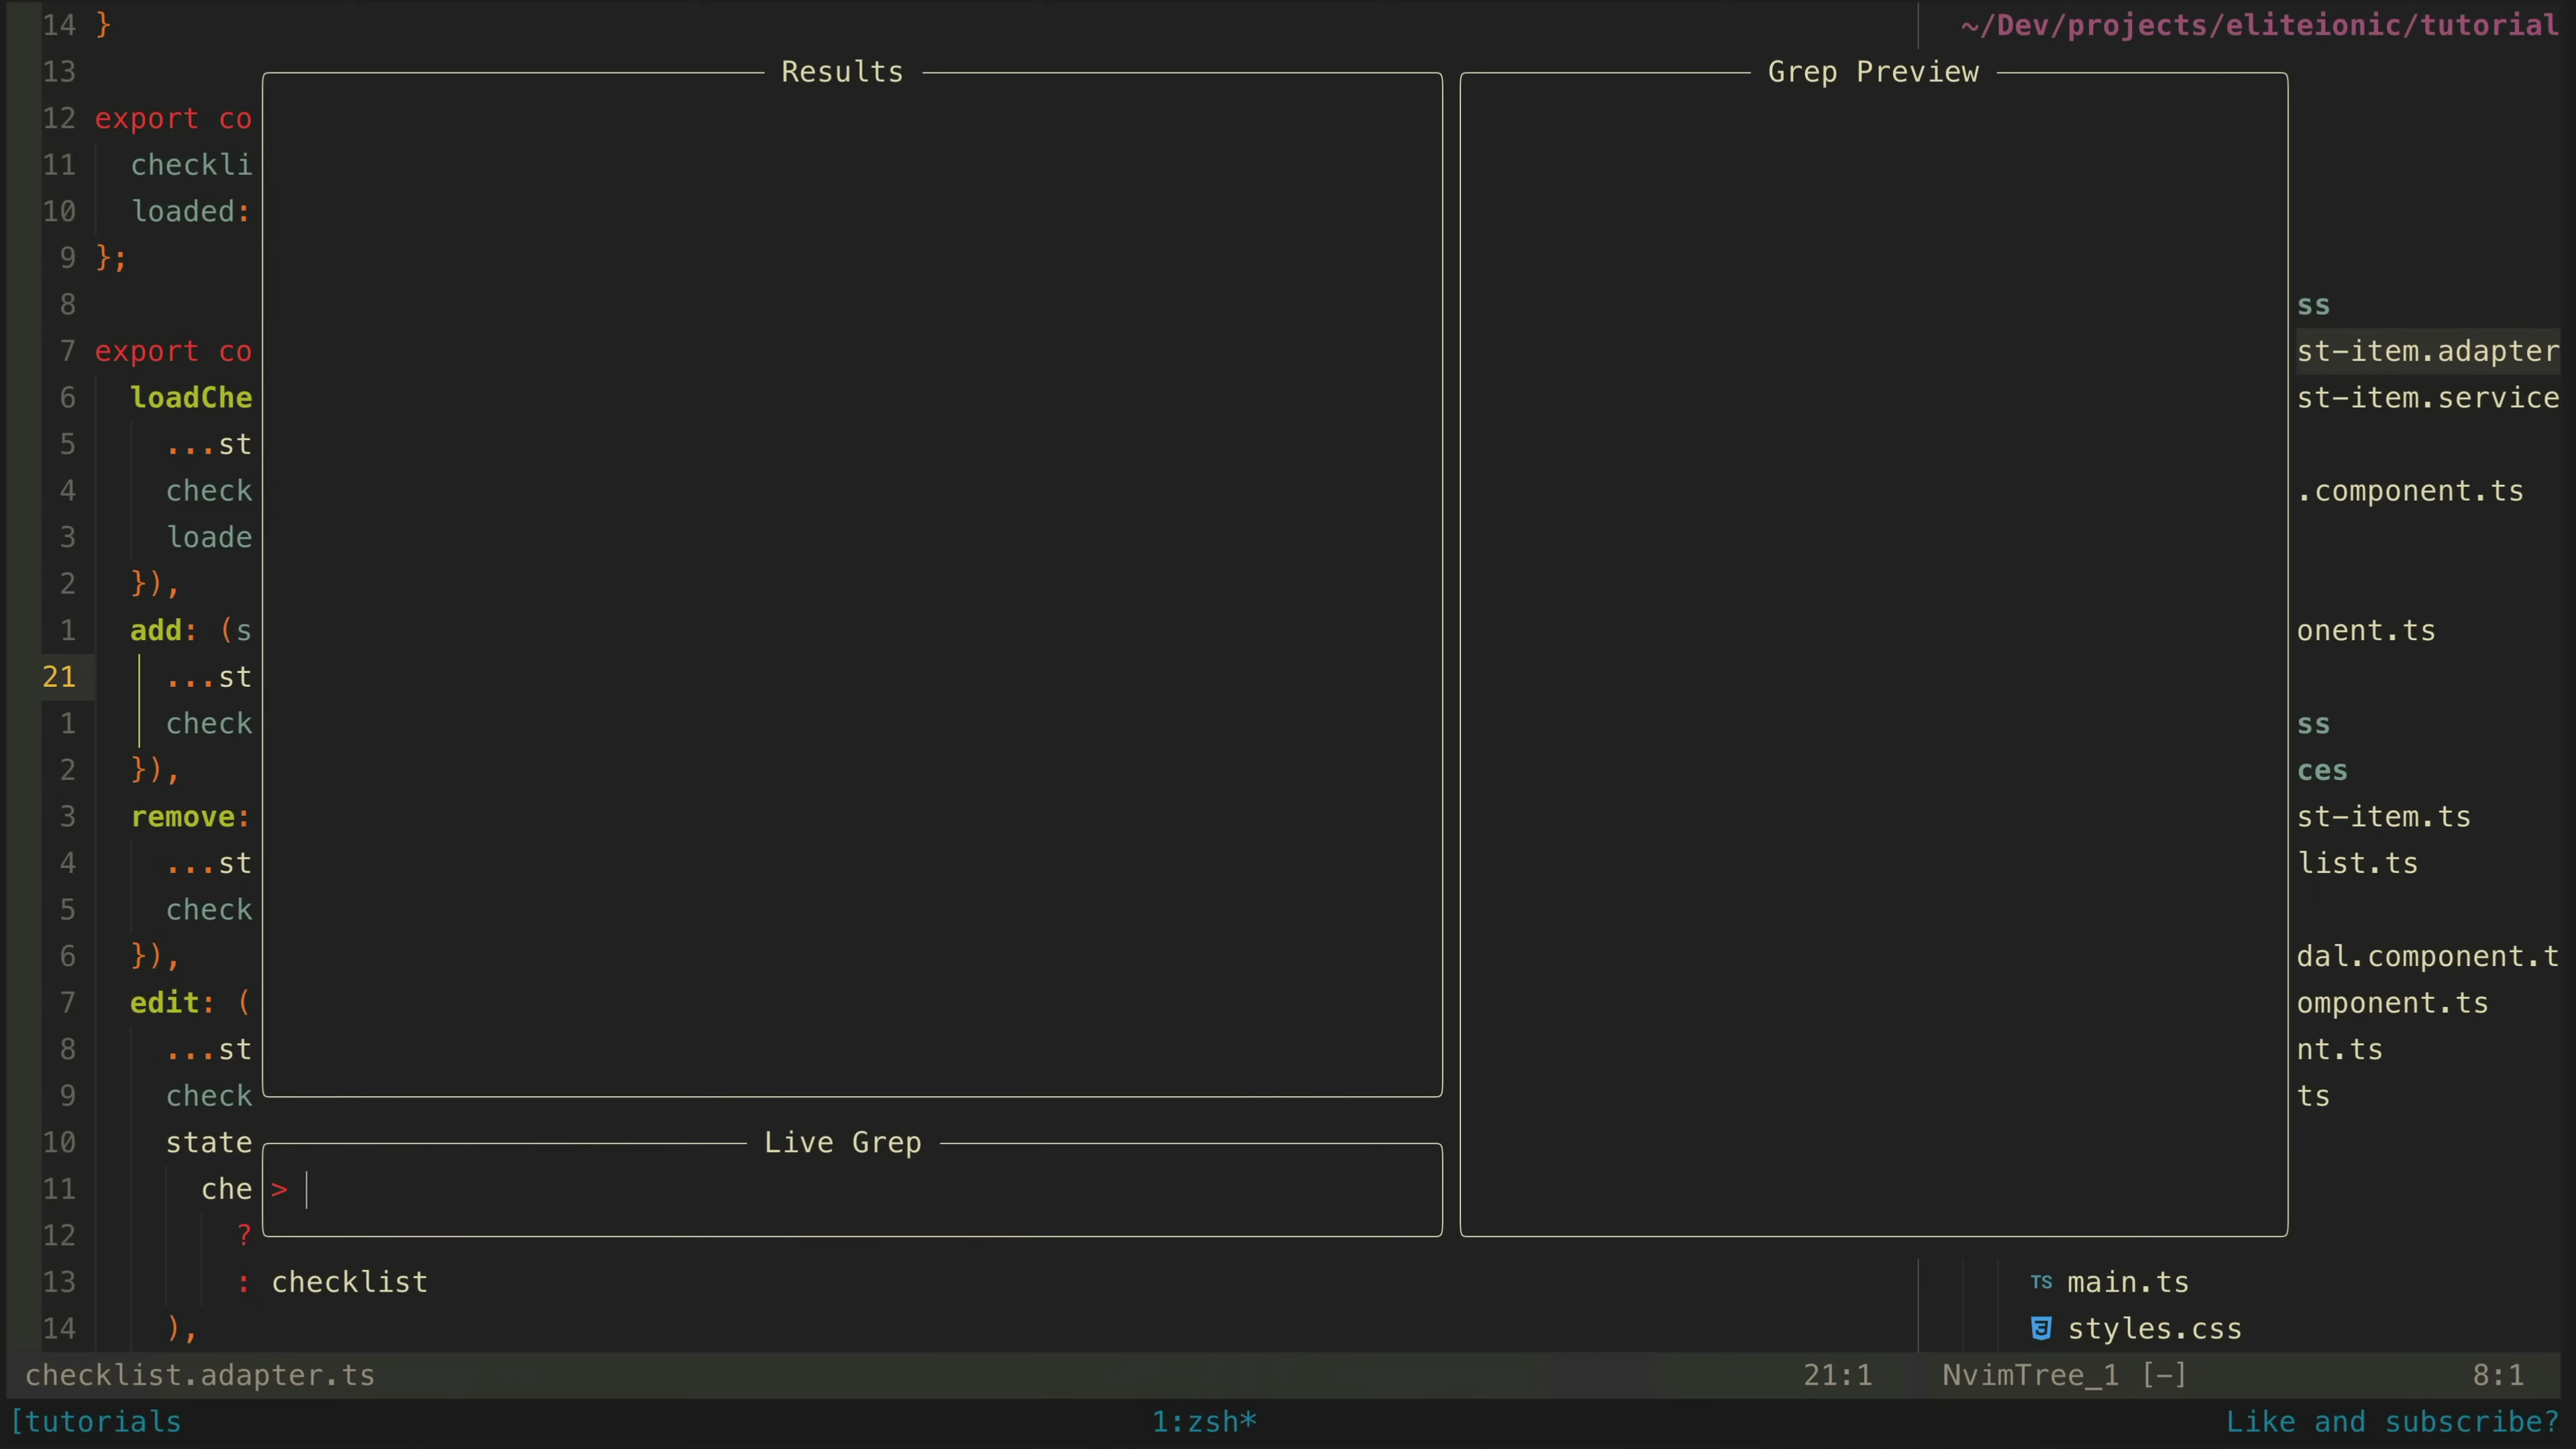 14 }
~/Dev/projects/eliteionic/tutorial
13
Results
Grep Preview
12 export co
11 checkli
10 loaded:
9 };
8
ss
7 export co
st-item.adapter
6 loadChe
st-item.service
5 ...st
4 check
.component.ts
3 loade
2 }),
1 add: (s
onent.ts
21 ...st
1 check
ss
2 }),
ces
3 remove:
st-item.ts
4 ...st
list.ts
5 check
6 }),
dal.component.t
7 edit: (
omponent.ts
8 ...st
nt.ts
9 check
ts
10 state
Live Grep
11 che
>
12 ?
13 : checklist
TS main.ts
14 ),
styles.css
checklist.adapter.ts
21:1
NvimTree_1 [-]
8:1
[tutorials
1:zsh*
Like and subscribe?